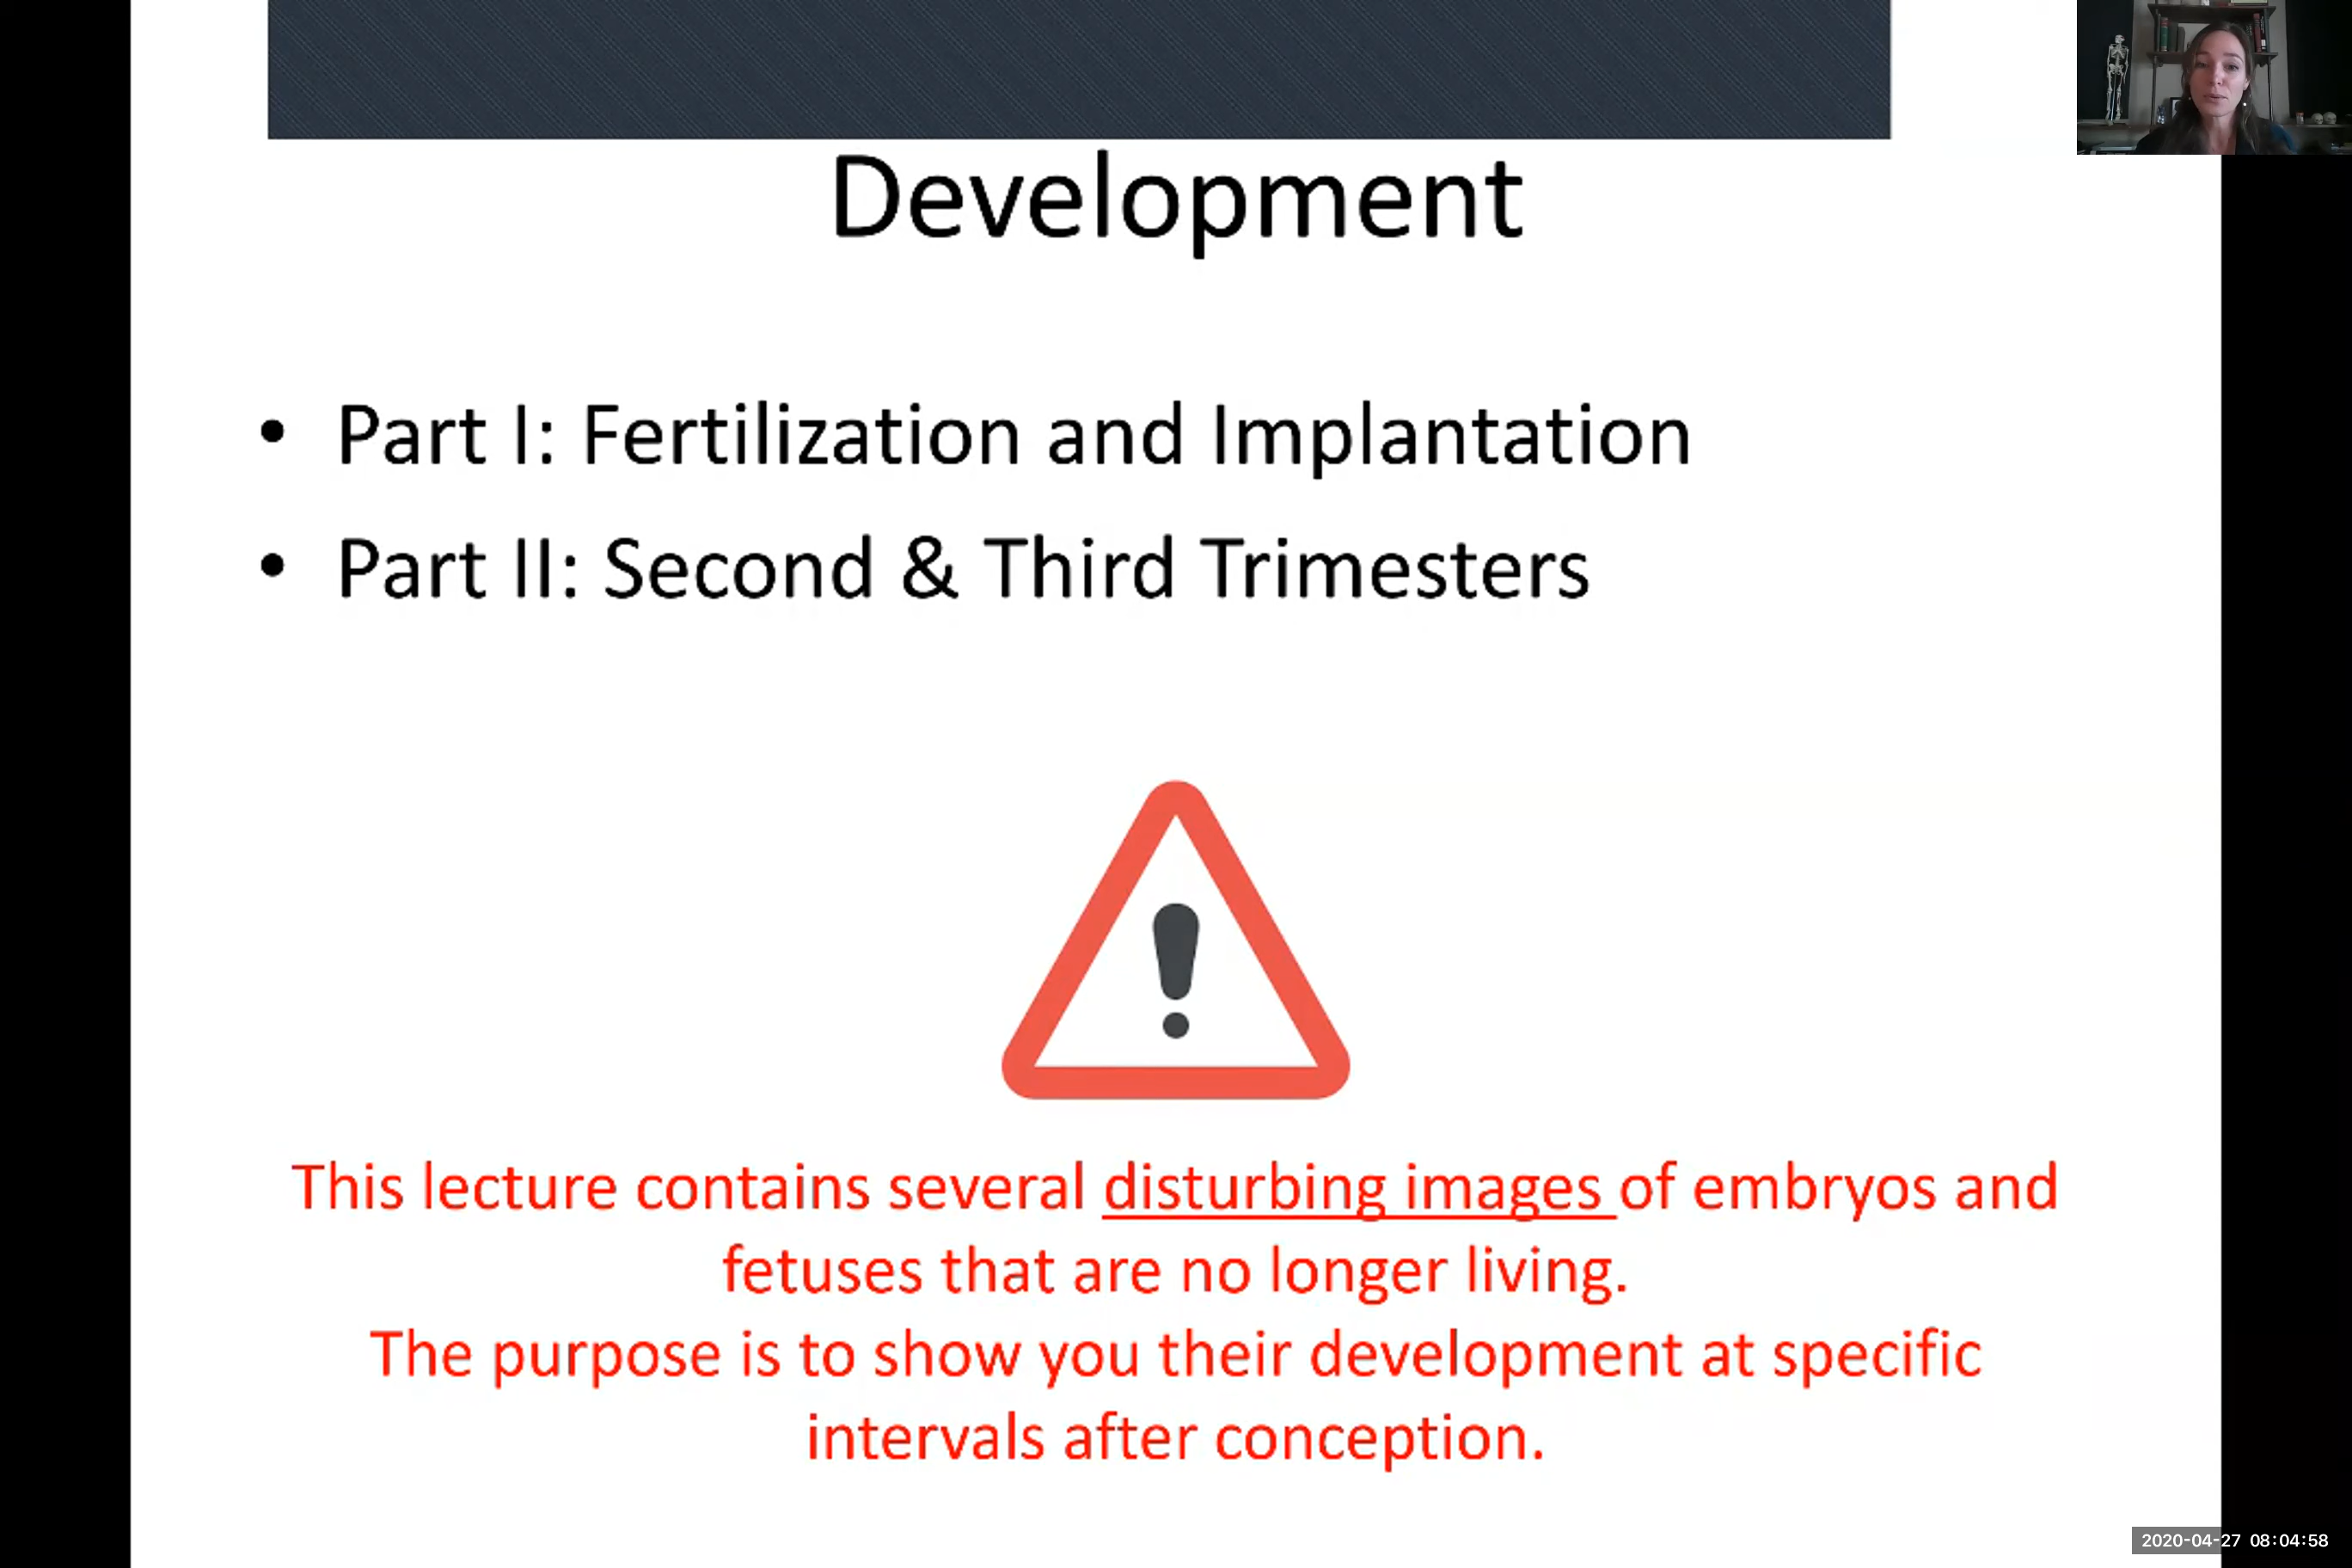 Development
• Part I: Fertilization and Implantation
• Part II: Second & Third Trimesters
This lecture contains several disturbing images of embryos and
fetuses that are no longer living.
The purpose is to show you their development at specific
intervals after conception.
2020-04-27 08:04:58